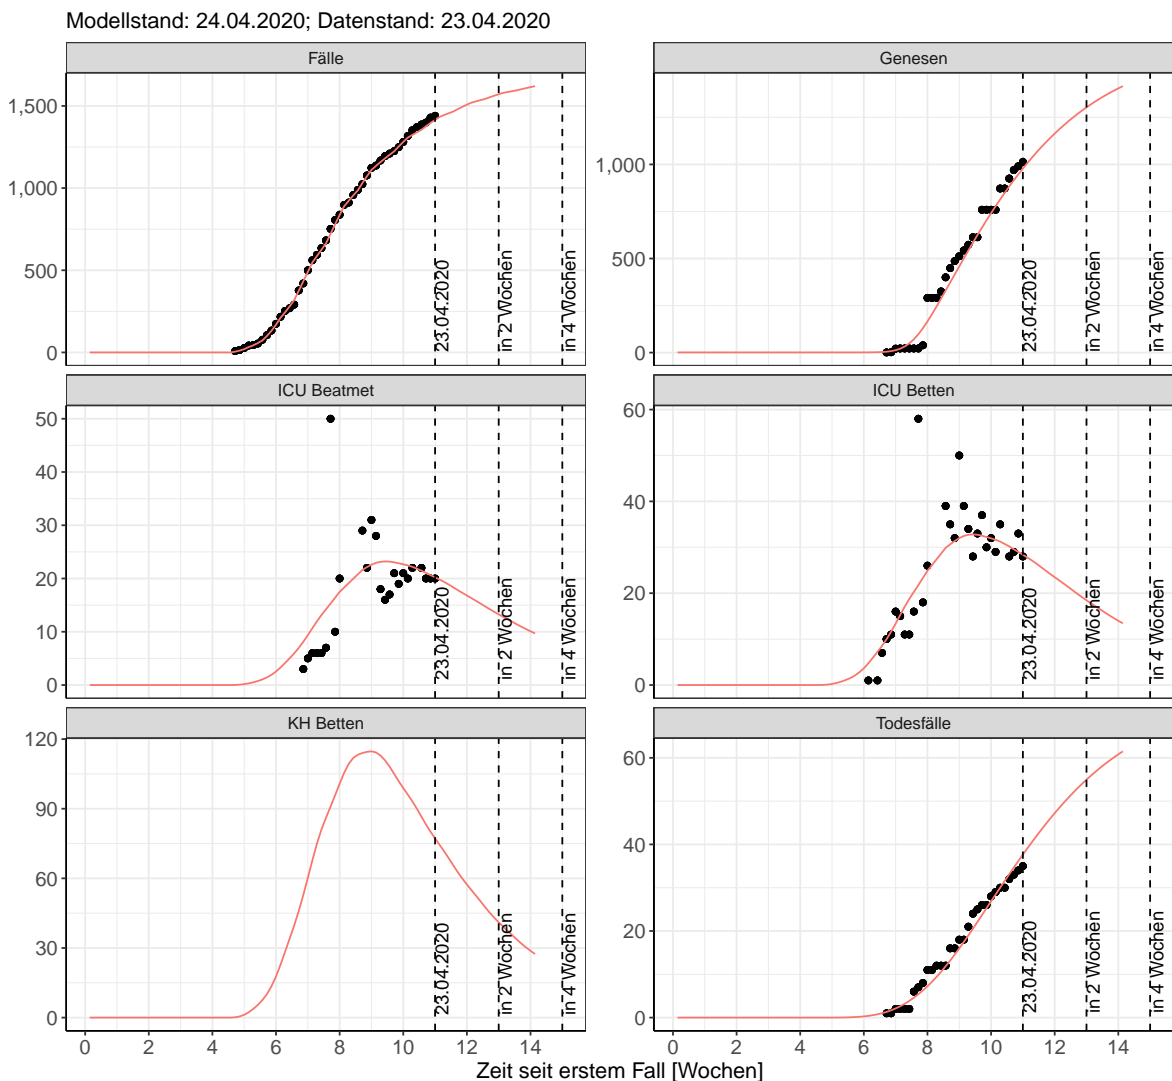 Modellstand: 24.04.2020; Datenstand: 23.04.2020
Fälle
1,500
1,000
500
0
23.04.2020
in 2 Wochen
in 4 Wochen
Genesen
1,000
500
0
23.04.2020
in 2 Wochen
in 4 Wochen
ICU Beatmet
50
40
30
20
10
0
23.04.2020
in 2 Wochen
in 4 Wochen
ICU Betten
60
40
20
0
23.04.2020
in 2 Wochen
in 4 Wochen
KH Betten
120
90
60
30
0
23.04.2020
in 2 Wochen
in 4 Wochen
0 2 4 6 8 10 12 14
Todesfälle
60
40
20
0
23.04.2020
in 2 Wochen
in 4 Wochen
0 2 4 6 8 10 12 14
Zeit seit erstem Fall [Wochen]